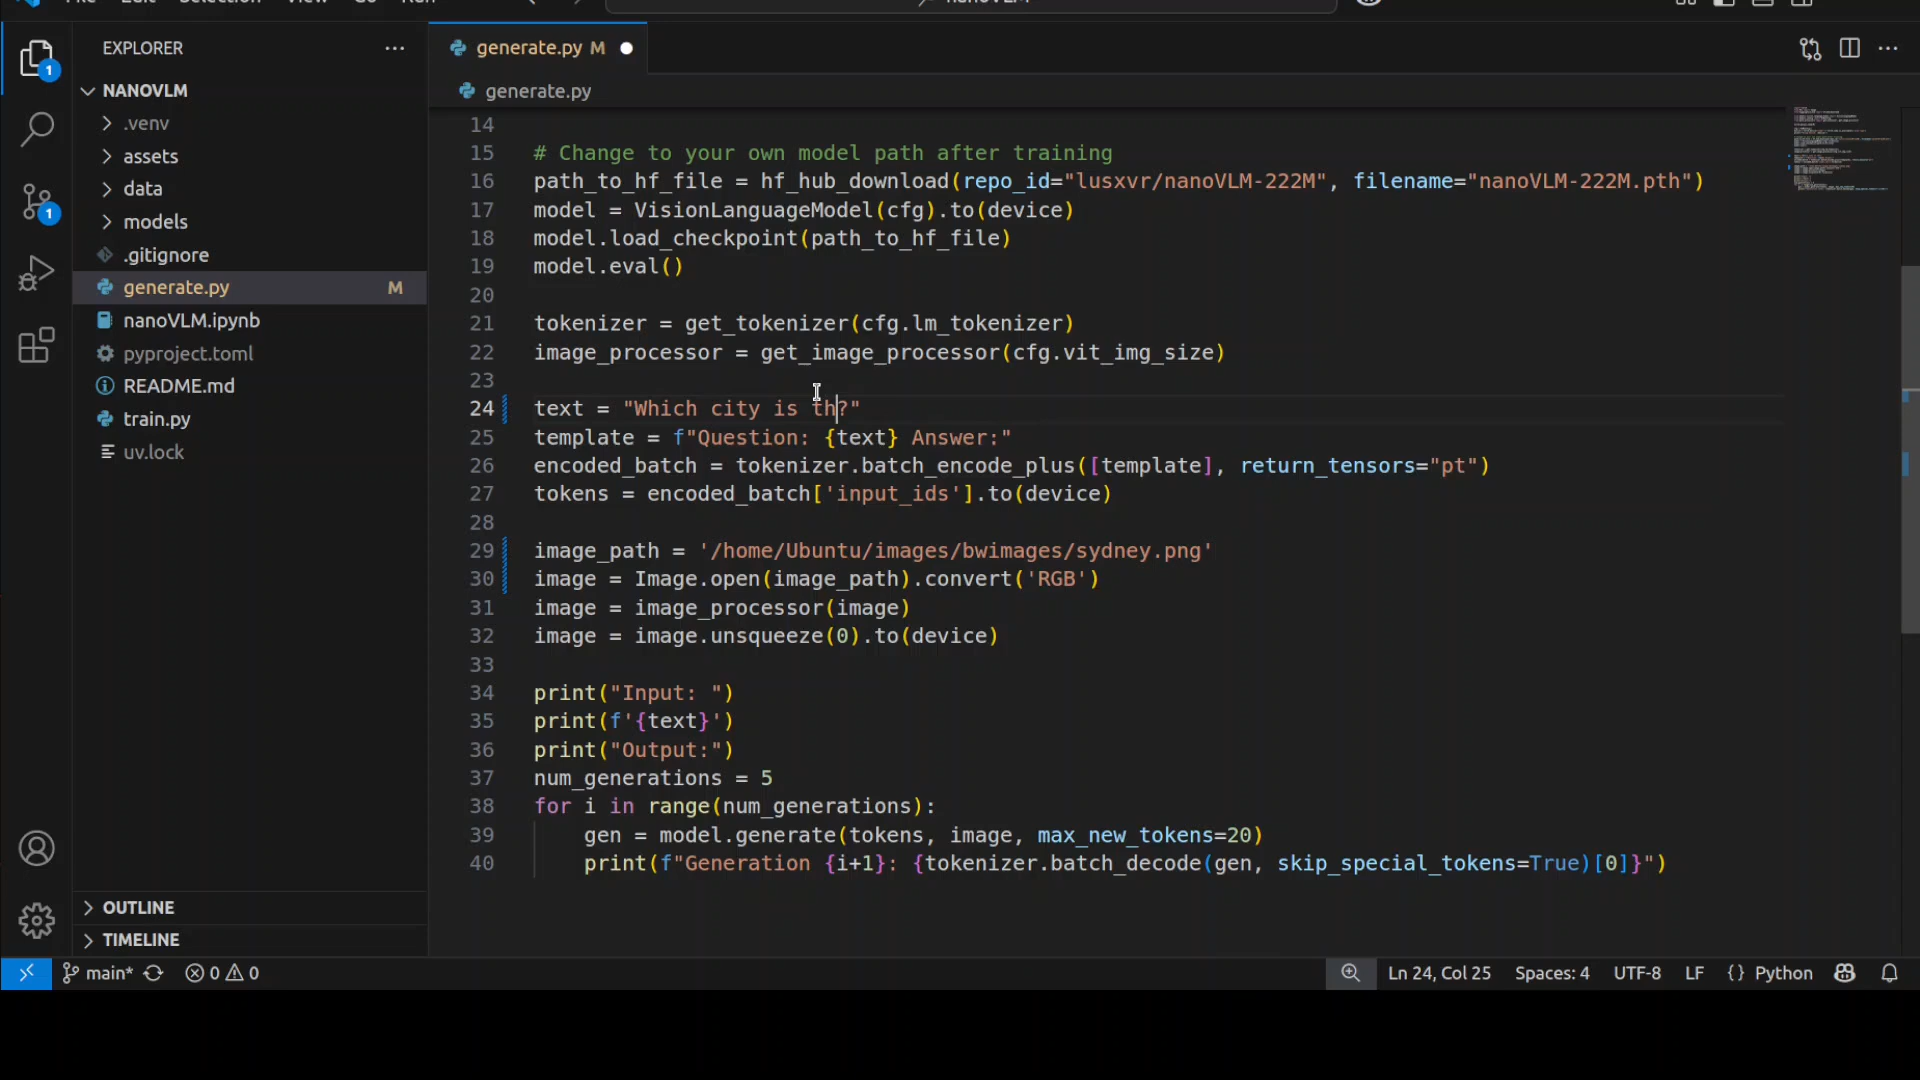 EXPLORER
NANOVLM
.venv
assets
data
models
.gitignore
generate.py M
nanoVLM.ipynb
pyproject.toml
README.md
train.py
uv.lock
OUTLINE
TIMELINE
1
1
generate.py M
generate.py
14
15 # Change to your own model path after training
16 path_to_hf_file = hf_hub_download(repo_id="lusxvr/nanoVLM-222M", filename="nanoVLM-222M.pth")
17 model = VisionLanguageModel(cfg).to(device)
18 model.load_checkpoint(path_to_hf_file)
19 model.eval()
20
21 tokenizer = get_tokenizer(cfg.lm_tokenizer)
22 image_processor = get_image_processor(cfg.vit_img_size)
23
24 text = "Which city is th?"
25 template = f"Question: {text} Answer:"
26 encoded_batch = tokenizer.batch_encode_plus([template], return_tensors="pt")
27 tokens = encoded_batch['input_ids'].to(device)
28
29 image_path = '/home/Ubuntu/images/bwimages/sydney.png'
30 image = Image.open(image_path).convert('RGB')
31 image = image_processor(image)
32 image = image.unsqueeze(0).to(device)
33
34 print("Input: ")
35 print(f'{text}')
36 print("Output:")
37 num_generations = 5
38 for i in range(num_generations):
39     gen = model.generate(tokens, image, max_new_tokens=20)
40     print(f"Generation {i+1}: {tokenizer.batch_decode(gen, skip_special_tokens=True)[0]}")
main* 0 0 Ln 24, Col 25 Spaces: 4 UTF-8 LF {} Python